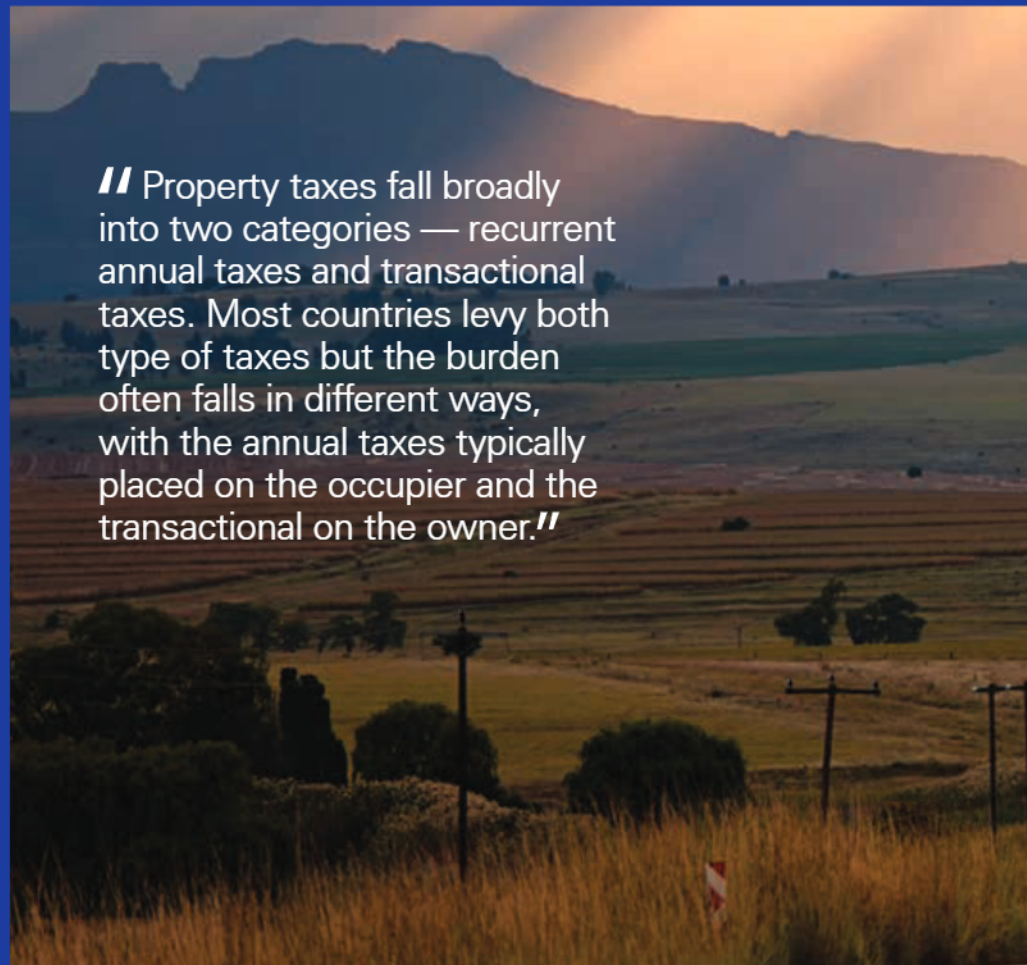 " Property taxes fall broadly
into two categories — recurrent
annual taxes and transactional
taxes. Most countries levy both
type of taxes but the burden
often falls in different ways,
with the annual taxes typically
placed on the occupier and the
transactional on the owner."